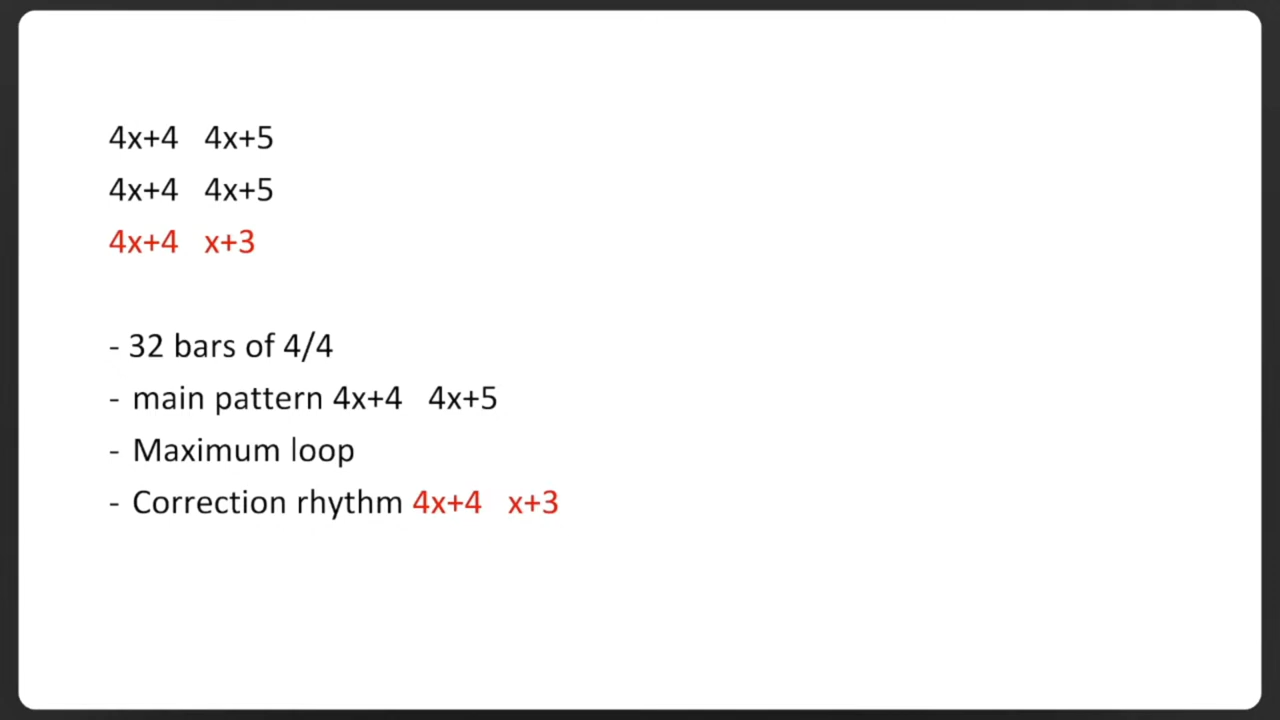 4x+4 4x+5
4x+4 4x+5
4x+4 x+3
- 32 bars of 4/4
- main pattern 4x+4 4x+5
- Maximum loop
- Correction rhythm 4x+4 x+3